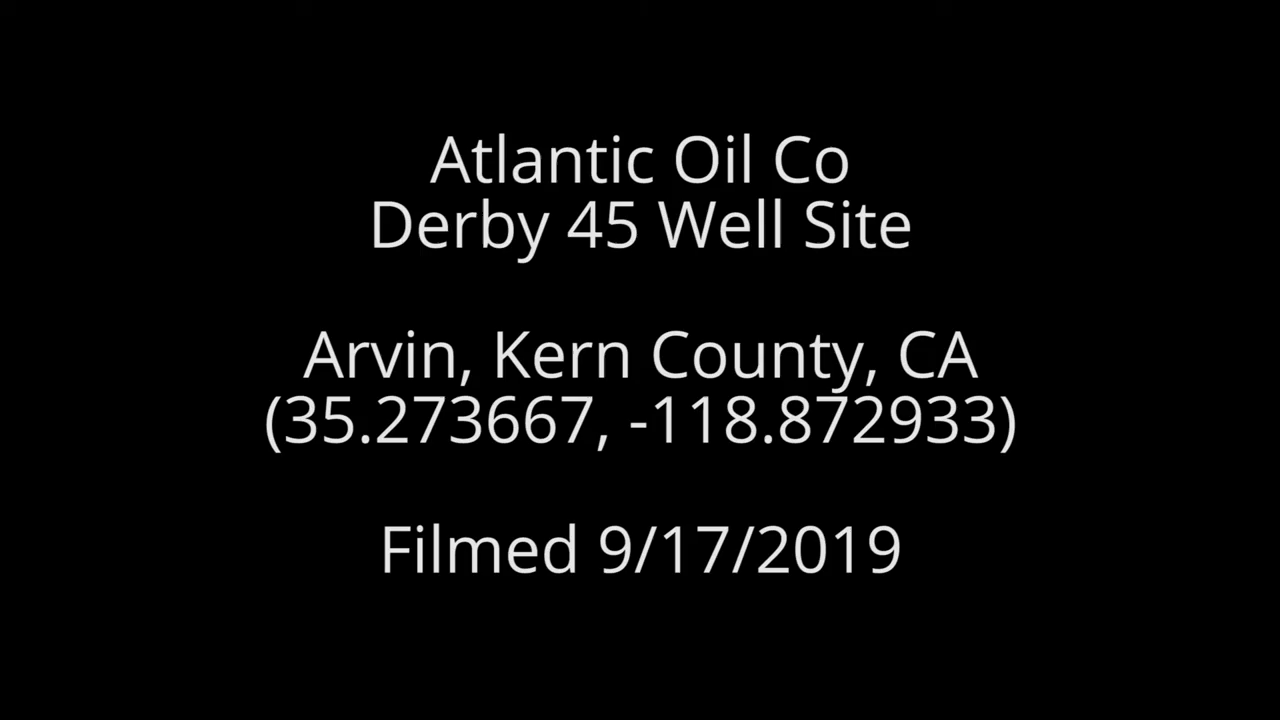 Atlantic Oil Co
Derby 45 Well Site
Arvin, Kern County, CA
(35.273667, -118.872933)
Filmed 9/17/2019